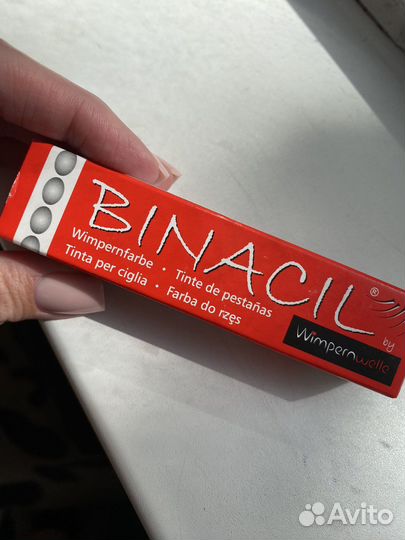 BINACIL®
Wimpernfarbe · Tinte de pestañas
Tinta per ciglia · Farba do rzęs
by
Wimpernwelle
Avito